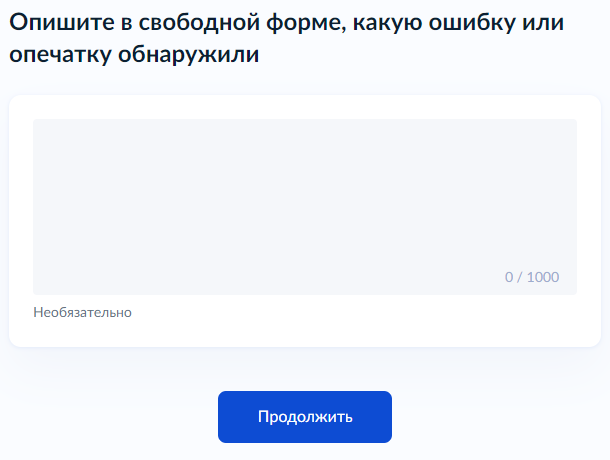 Опишите в свободной форме, какую ошибку или
опечатку обнаружили
0 / 1000
Необязательно
Продолжить